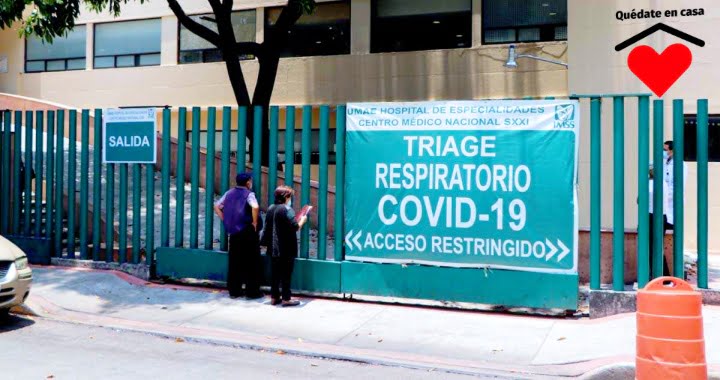 Quédate en casa
SALIDA
UMAE HOSPITAL DE ESPECIALIDADES
CENTRO MÉDICO NACIONAL SXXI
IMSS
TRIAGE
RESPIRATORIO
COVID-19
<<ACCESO RESTRINGIDO>>